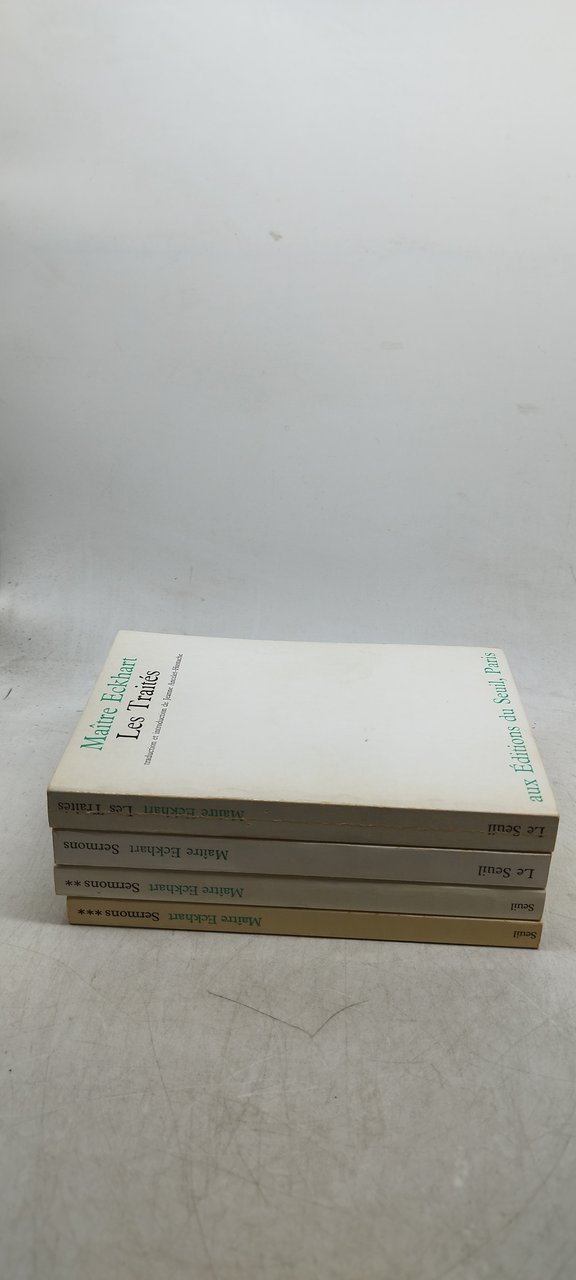 Maître Eckhart
Les Traités
traduction et introduction de Jeanne Ancelet-Hustache
aux Éditions du Seuil, Paris
Maître Eckhart Les Traités Le Seuil
Maître Eckhart Sermons Le Seuil
Maître Eckhart Sermons ** Seuil
Maître Eckhart Sermons *** Seuil